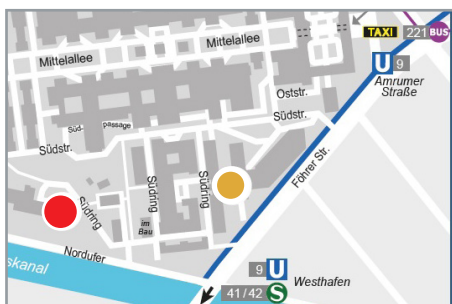 Mittelallee
TAXI
221 BUS
Mittelallee
U 9
Amrumer
Straße
Oststr.
Südstr.
Süd-
passage
Südstr.
Föhrer Str.
Südring
Südring
Südring
im
Bau
Nordufer
skanal
9 U
Westhafen
41/42 S